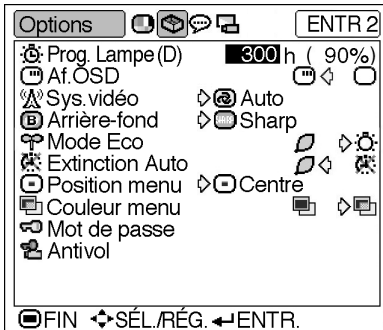 Options ENTR 2
Prog. Lampe(D) 300 h ( 90%)
Af.OSD
Sys.vidéo Auto
B Arrière-fond Sharp
Mode Eco
Extinction Auto
Position menu Centre
Couleur menu
Mot de passe
Antivol
FIN SÉL./RÉG. ENTR.